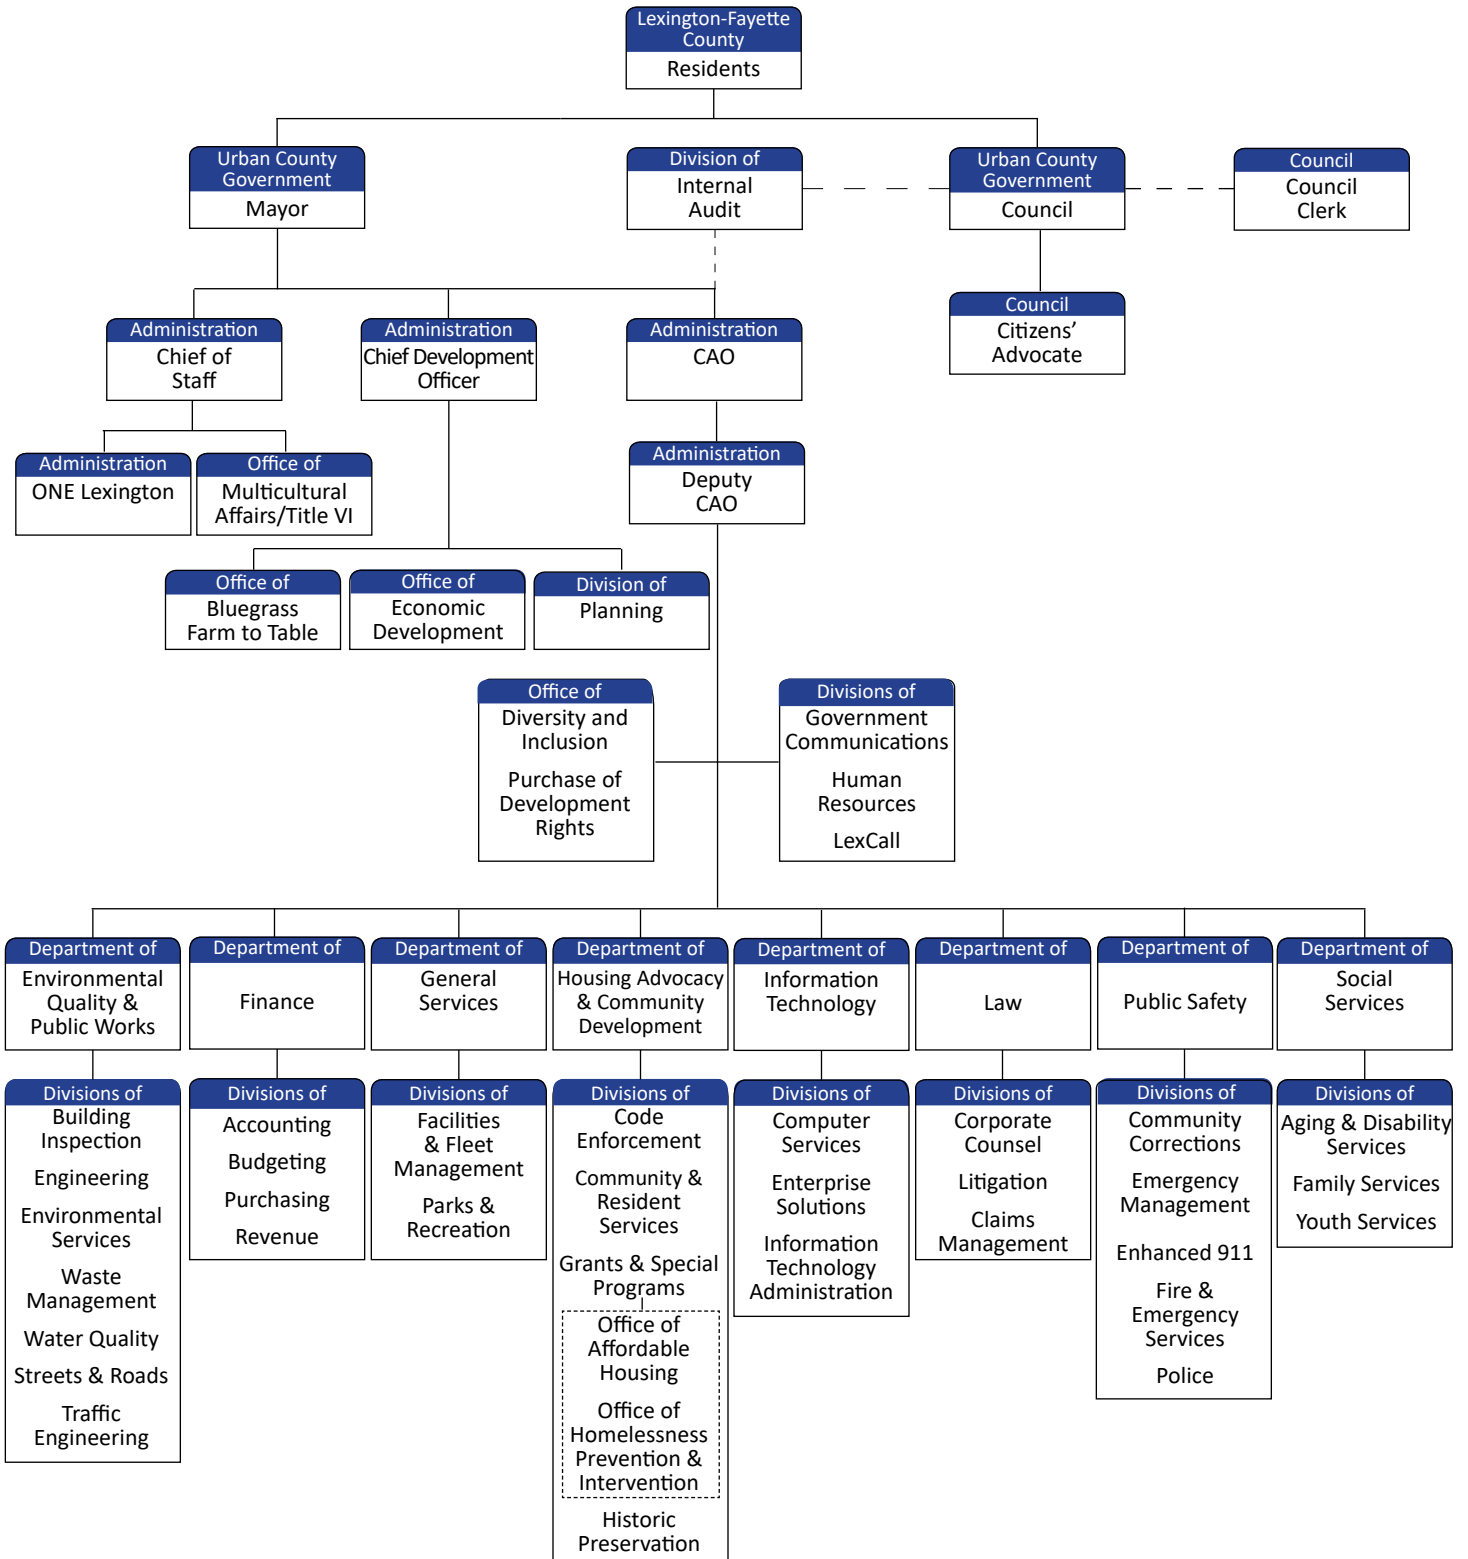 Lexington-Fayette
County
Residents
Urban County
Government
Mayor
Division of
Internal
Audit
Urban County
Government
Council
Council
Council
Clerk
Council
Citizens’
Advocate
Administration
Chief of
Staff
Administration
Chief Development
Officer
Administration
CAO
Administration
ONE Lexington
Office of
Multicultural
Affairs/Title VI
Administration
Deputy
CAO
Office of
Bluegrass
Farm to Table
Office of
Economic
Development
Division of
Planning
Office of
Diversity and
Inclusion
Purchase of
Development
Rights
Divisions of
Government
Communications
Human
Resources
LexCall
Department of
Environmental
Quality &
Public Works
Department of
Finance
Department of
General
Services
Department of
Housing Advocacy
& Community
Development
Department of
Information
Technology
Department of
Law
Department of
Public Safety
Department of
Social
Services
Divisions of
Building
Inspection
Engineering
Environmental
Services
Waste
Management
Water Quality
Streets & Roads
Traffic
Engineering
Divisions of
Accounting
Budgeting
Purchasing
Revenue
Divisions of
Facilities
& Fleet
Management
Parks &
Recreation
Divisions of
Code
Enforcement
Community &
Resident
Services
Grants & Special
Programs
Office of
Affordable
Housing
Office of
Homelessness
Prevention &
Intervention
Historic
Preservation
Divisions of
Computer
Services
Enterprise
Solutions
Information
Technology
Administration
Divisions of
Corporate
Counsel
Litigation
Claims
Management
Divisions of
Community
Corrections
Emergency
Management
Enhanced 911
Fire &
Emergency
Services
Police
Divisions of
Aging & Disability
Services
Family Services
Youth Services